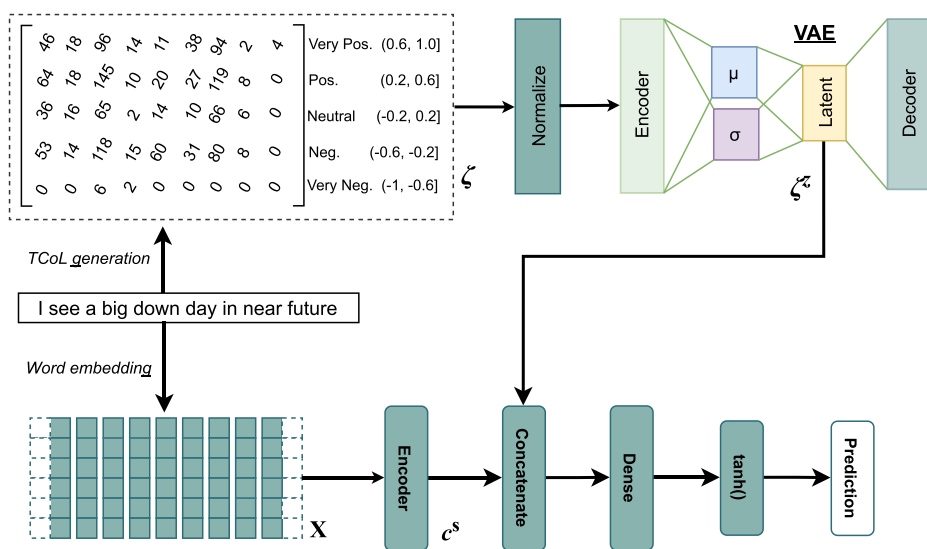 46 18 96 14 11 38 94 2 4 Very Pos. (0.6, 1.0]
64 18 145 10 20 27 119 8 0 Pos. (0.2, 0.6]
36 16 65 2 14 10 66 6 0 Neutral (-0.2, 0.2]
53 14 118 15 60 31 80 8 0 Neg. (-0.6, -0.2]
0 0 6 2 0 0 0 0 0 Very Neg. (-1, -0.6]
ζ
Normalize
Encoder
μ
σ
VAE
Latent
Decoder
ζᶻ
TCoL generation
I see a big down day in near future
Word embedding
X
Encoder
cˢ
Concatenate
Dense
tanh()
Prediction